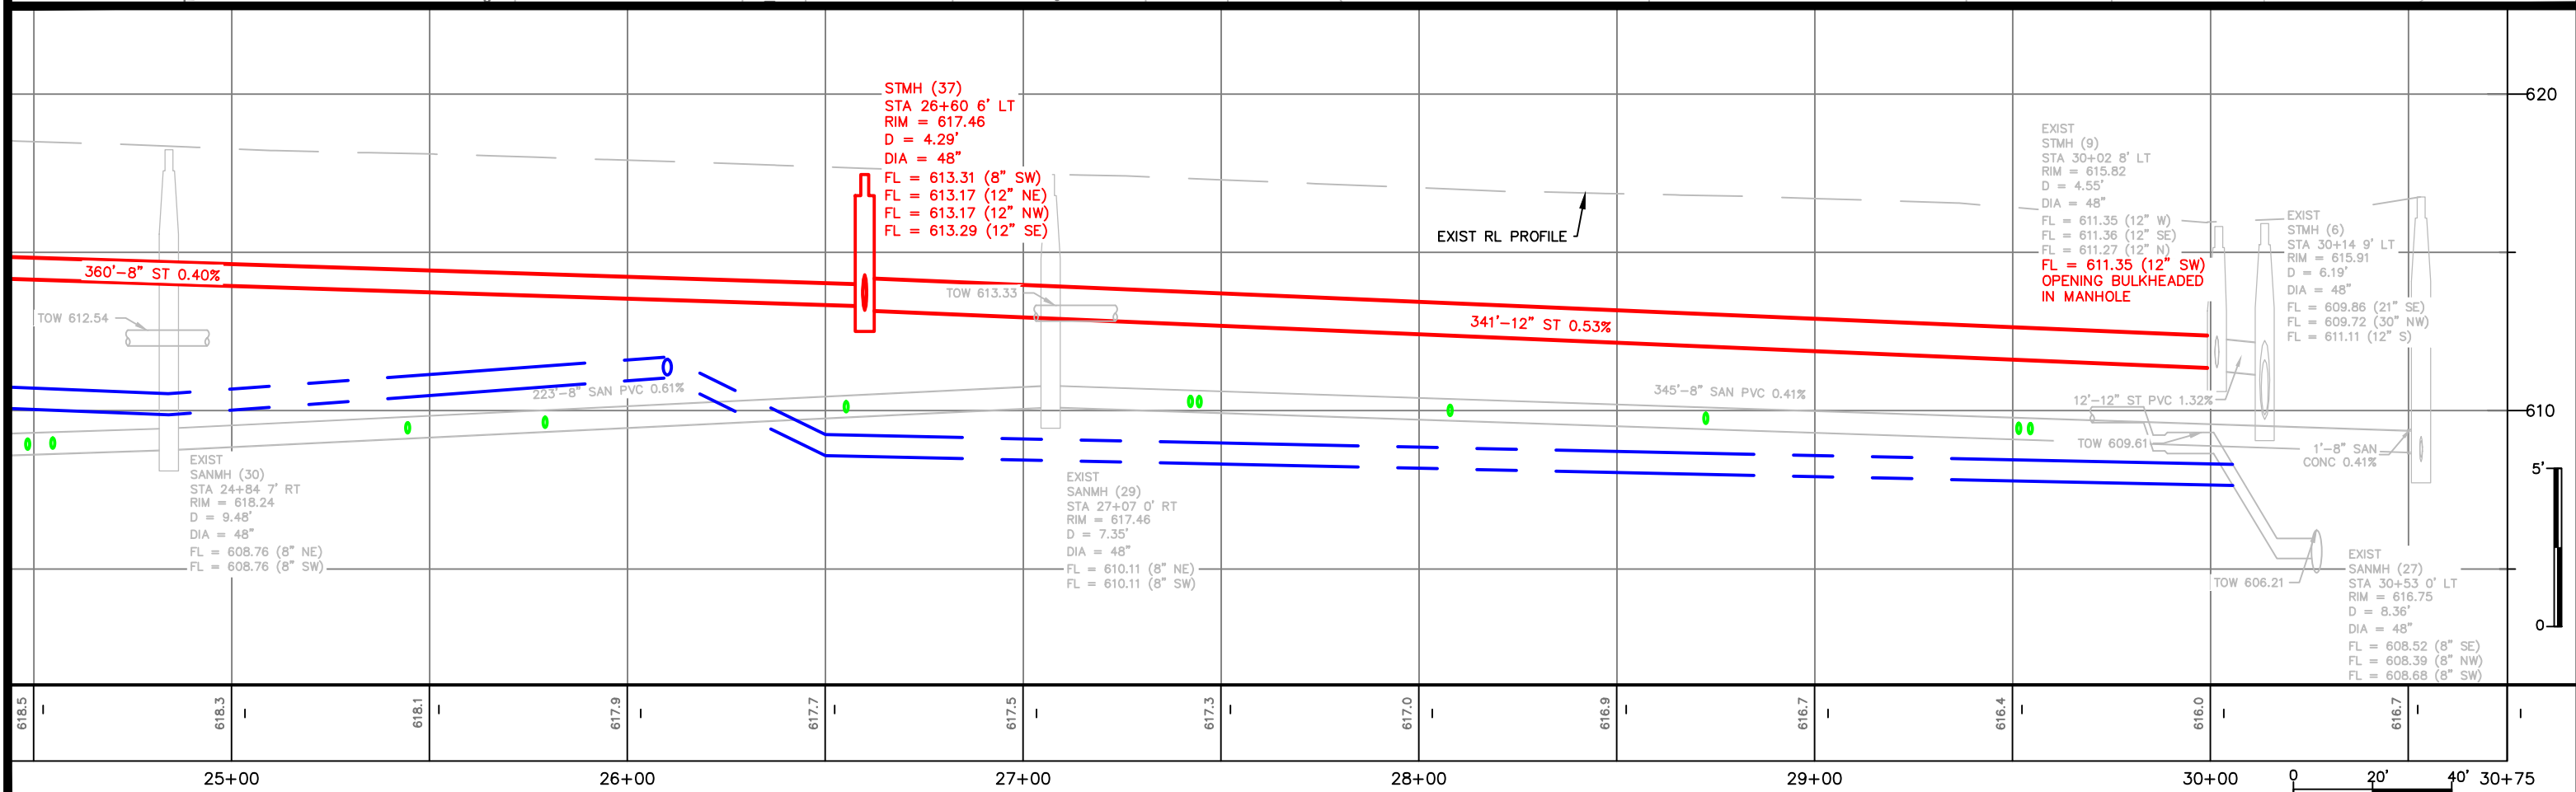 STMH (37)
STA 26+60 6' LT
RIM = 617.46
D = 4.29'
DIA = 48"
FL = 613.31 (8" SW)
FL = 613.17 (12" NE)
FL = 613.17 (12" NW)
FL = 613.29 (12" SE)
620
EXIST
STMH (9)
STA 30+02 8' LT
RIM = 615.82
D = 4.55'
DIA = 48"
FL = 611.35 (12" W)
FL = 611.36 (12" SE)
FL = 611.27 (12" N)
FL = 611.35 (12" SW)
OPENING BULKHEADED
IN MANHOLE
EXIST
STMH (6)
STA 30+14 9' LT
RIM = 615.91
D = 6.19'
DIA = 48"
FL = 609.86 (21" SE)
FL = 609.72 (30" NW)
FL = 611.11 (12" S)
EXIST RL PROFILE
360'-8" ST 0.40%
TOW 613.33
TOW 612.54
341'-12" ST 0.53%
223'-8" SAN PVC 0.61%
345'-8" SAN PVC 0.41%
12'-12" ST PVC 1.32%
610
TOW 609.61
1'-8" SAN
CONC 0.41%
EXIST
SANMH (30)
STA 24+84 7' RT
RIM = 618.24
D = 9.48'
DIA = 48"
FL = 608.76 (8" NE)
FL = 608.76 (8" SW)
EXIST
SANMH (29)
STA 27+07 0' RT
RIM = 617.46
D = 7.35'
DIA = 48"
FL = 610.11 (8" NE)
FL = 610.11 (8" SW)
5'
0
TOW 606.21
EXIST
SANMH (27)
STA 30+53 0' LT
RIM = 616.75
D = 8.36'
DIA = 48"
FL = 608.52 (8" SE)
FL = 608.39 (8" NW)
FL = 608.68 (8" SW)
618.5
618.3
618.1
617.9
617.7
617.5
617.3
617.0
616.9
616.7
616.4
616.0
616.7
25+00
26+00
27+00
28+00
29+00
30+00
0
20'
40'
30+75